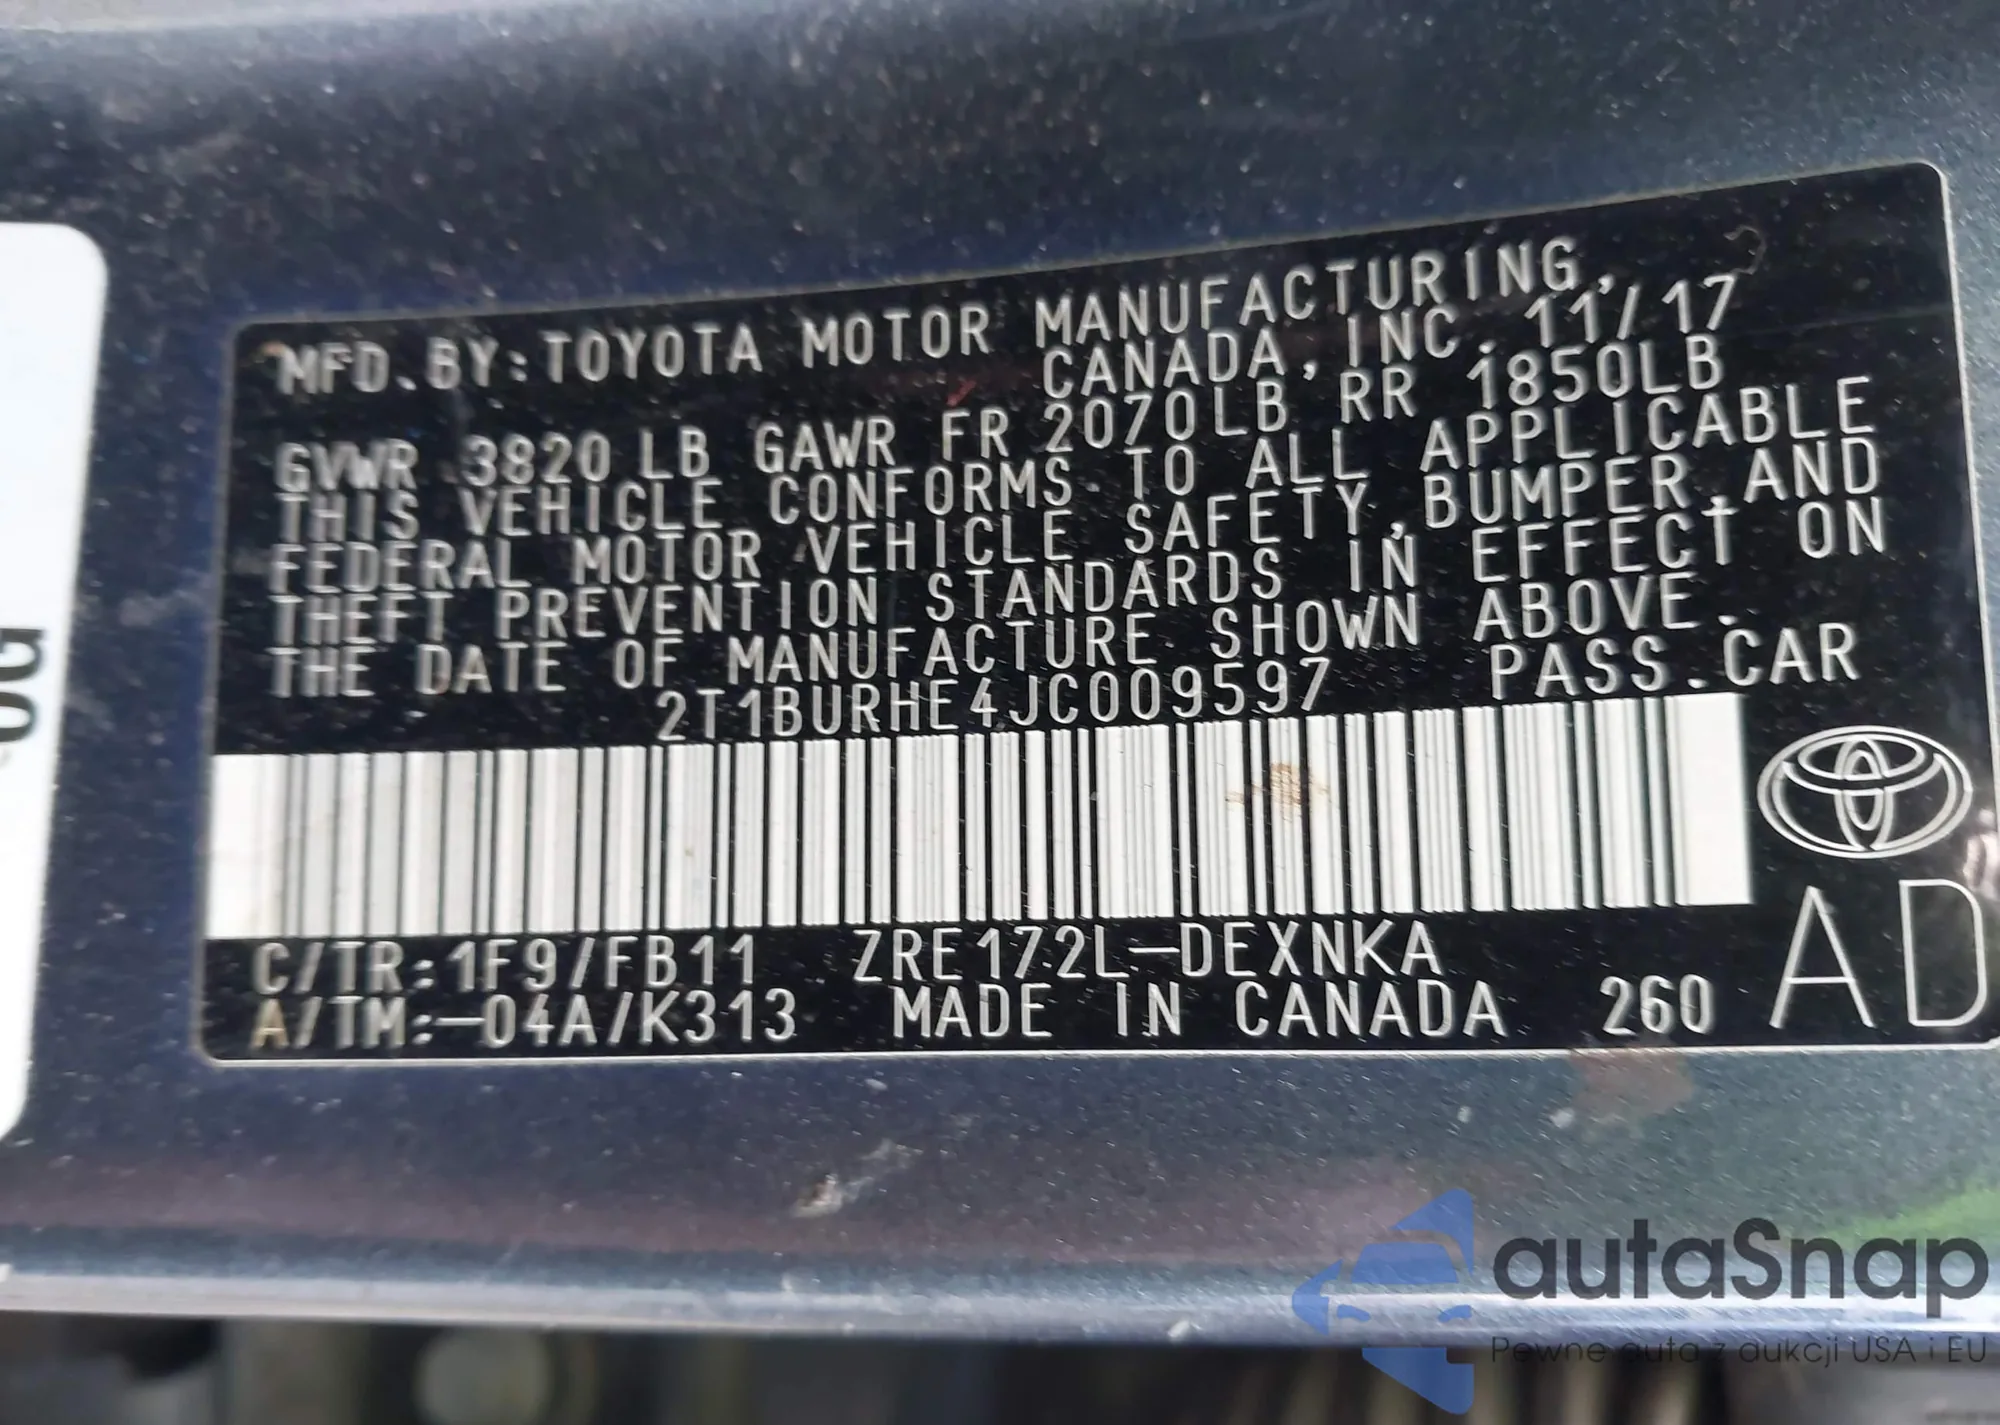 MFD. BY: TOYOTA MOTOR MANUFACTURING,
CANADA, INC. 11/17
GVWR 3820 LB GAWR FR 2070LB RR 1850LB
THIS VEHICLE CONFORMS TO ALL APPLICABLE
FEDERAL MOTOR VEHICLE SAFETY, BUMPER, AND
THEFT PREVENTION STANDARDS IN EFFECT ON
THE DATE OF MANUFACTURE SHOWN ABOVE.
2T1BURHE4JC009597 PASS. CAR
C/TR: 1F9/FB11 ZRE172L-DEXNKA
A/TM:-04A/K313 MADE IN CANADA 260 AD
autaSnap
Pewne auta z aukcji USA i EU